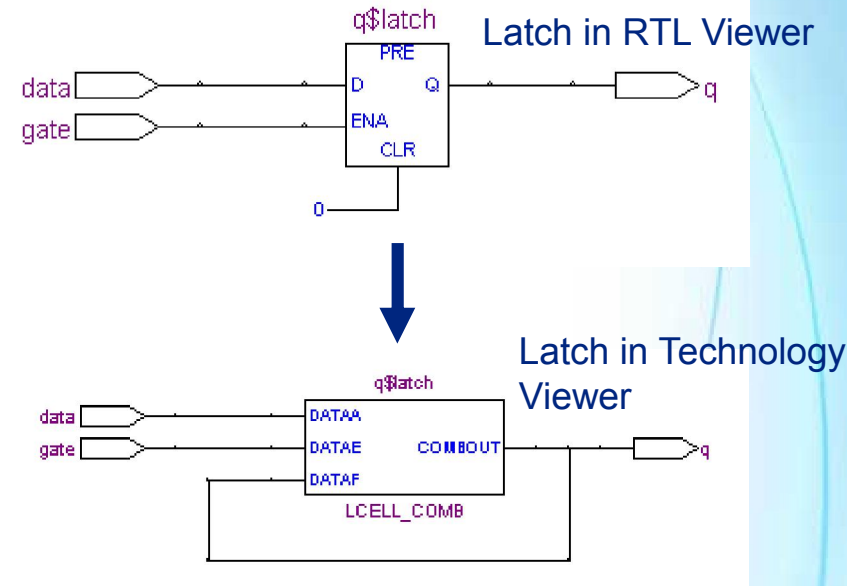 q$latch
Latch in RTL Viewer
PRE
data
D
Q
q
gate
ENA
CLR
0
Latch in Technology
Viewer
q$latch
data
DATAA
gate
DATAE
COMBOUT
q
DATAF
LCELL_COMB